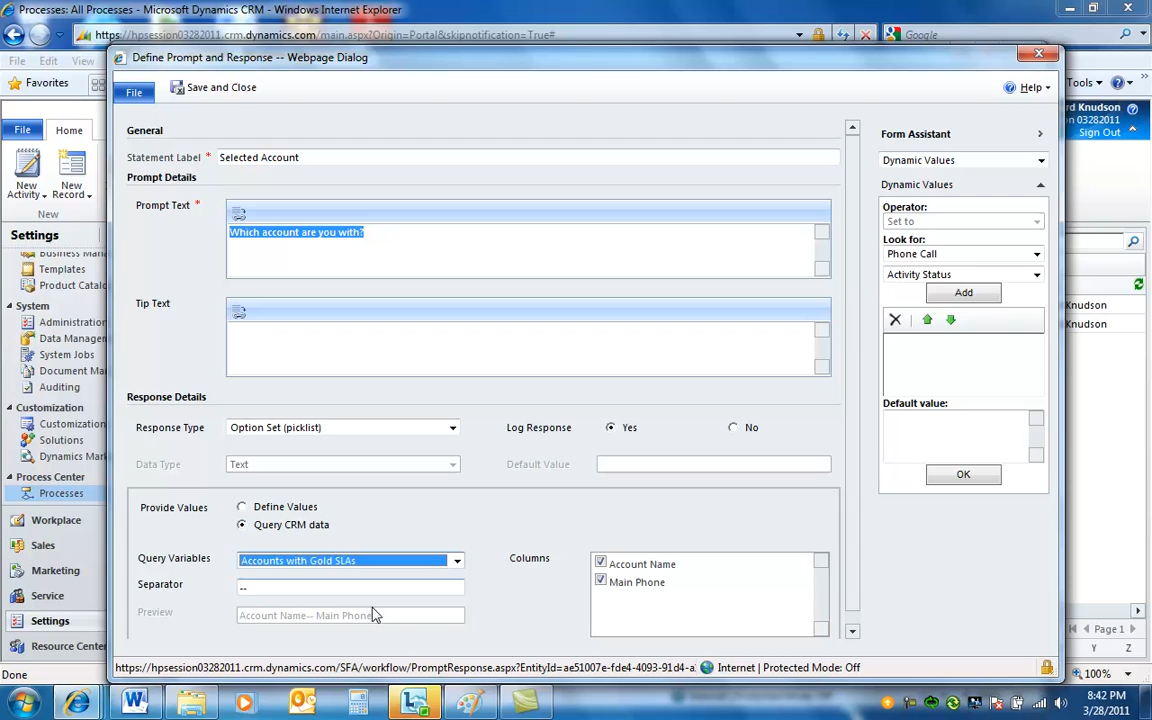 Processes: All Processes - Microsoft Dynamics CRM - Windows Internet Explorer
https://hpsession03282011.crm.dynamics.com/main.aspx?Origin=Portal&skipnotification=True#
Google
File Edit View
Tools
Favorites
Define Prompt and Response -- Webpage Dialog
File
Save and Close
Help
rd Knudson
on 03282011
Sign Out
File
Home
New Activity
New Record
New
Settings
Business Mana
Templates
Product Catalo
System
Administration
Data Managem
System Jobs
Document Ma
Auditing
Customization
Customization
Solutions
Dynamics Mark
Process Center
Processes
Workplace
Sales
Marketing
Service
Settings
Resource Center
General
Statement Label * Selected Account
Prompt Details
Prompt Text *
Which account are you with?
Tip Text
Response Details
Response Type Option Set (picklist)
Log Response Yes No
Data Type Text
Default Value
Provide Values Define Values
Query CRM data
Query Variables Accounts with Gold SLAs
Columns
Account Name
Main Phone
Separator --
Preview Account Name-- Main Phone
Form Assistant
Dynamic Values
Dynamic Values
Operator:
Set to
Look for:
Phone Call
Activity Status
Add
Default value:
OK
Knudson
Knudson
Page 1
Y Z
https://hpsession03282011.crm.dynamics.com/SFA/workflow/PromptResponse.aspx?EntityId=ae51007e-fde4-4093-91d4-a
Internet | Protected Mode: Off
Done
100%
8:42 PM
3/28/2011